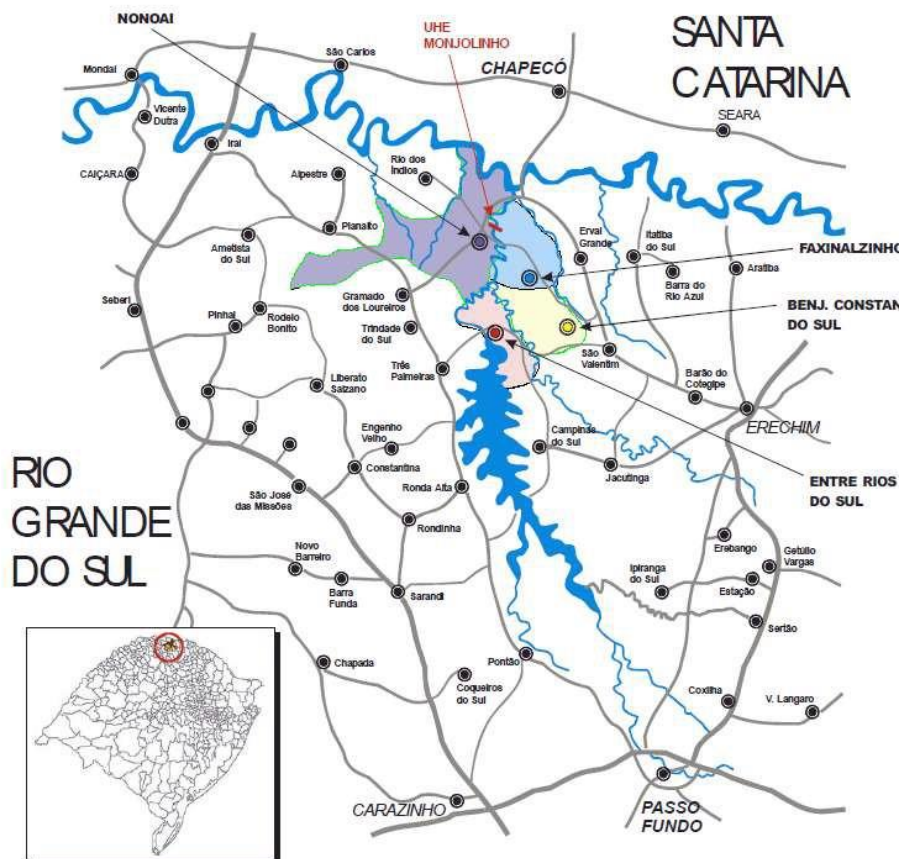 NONOAI
UHE
MONJOLINHO
SANTA
CATARINA
São Carlos
CHAPECÓ
Mondaí
SEARA
Vicente
Dutra
Iraí
Rio dos
Indios
CAIÇARA
Alpestre
Planalto
Erval
Grande
Itatiba
do Sul
FAXINALZINHO
Ametista
do Sul
Barra do
Rio Azul
Aratiba
Seberi
Gramado
dos Loureiros
BENJ. CONSTAN
DO SUL
Pinhal
Rodeio
Bonito
Trindade
do Sul
São
Valentim
Três
Palmeiras
Barão do
Cotegipe
Liberato
Salzano
ERECHIM
Engenho
Velho
Campinas
do Sul
Constantina
Jacutinga
RIO
GRANDE
DO SUL
São José
das Missões
Ronda Alta
ENTRE RIOS
DO SUL
Rondinha
Erebango
Getúlio
Vargas
Novo
Barreiro
Barra
Funda
Sarandi
Ipiranga
do Sul
Estação
Sertão
Chapada
Pontão
Coqueiros
do Sul
Coxilha
V. Langaro
CARAZINHO
PASSO
FUNDO